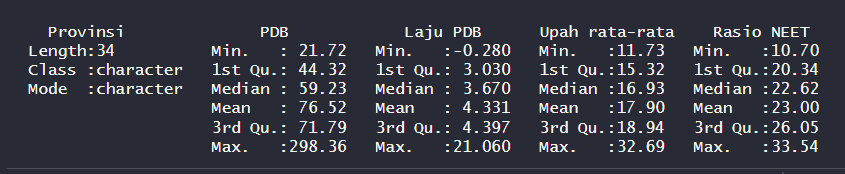 Provinsi PDB Laju PDB Upah rata-rata Rasio NEET
Length:34 Min. : 21.72 Min. :-0.280 Min. :11.73 Min. :10.70
Class :character 1st Qu.: 44.32 1st Qu.: 3.030 1st Qu.:15.32 1st Qu.:20.34
Mode :character Median : 59.23 Median : 3.670 Median :16.93 Median :22.62
Mean : 76.52 Mean : 4.331 Mean :17.90 Mean :23.00
3rd Qu.: 71.79 3rd Qu.: 4.397 3rd Qu.:18.94 3rd Qu.:26.05
Max. :298.36 Max. :21.060 Max. :32.69 Max. :33.54